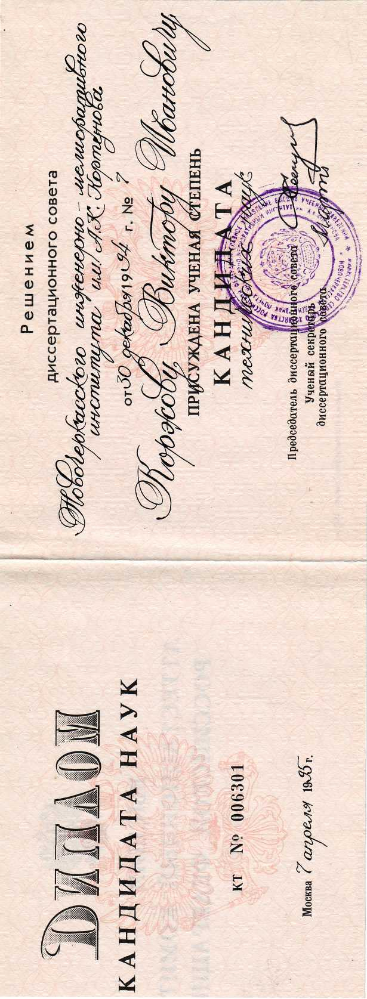 ДИПЛОМ
КАНДИДАТА НАУК
КТ № 006301
Москва 7 апреля 1995 г.
Решением
диссертационного совета
Новочеркасского инженерно-мелиоративного
института им. А.К. Кортунова
от 30 декабря 1994 г. № 7
Коржову Виктору Ивановичу
ПРИСУЖДЕНА УЧЕНАЯ СТЕПЕНЬ
КАНДИДАТА
технических наук
Председатель диссертационного совета
Ученый секретарь
диссертационного совета